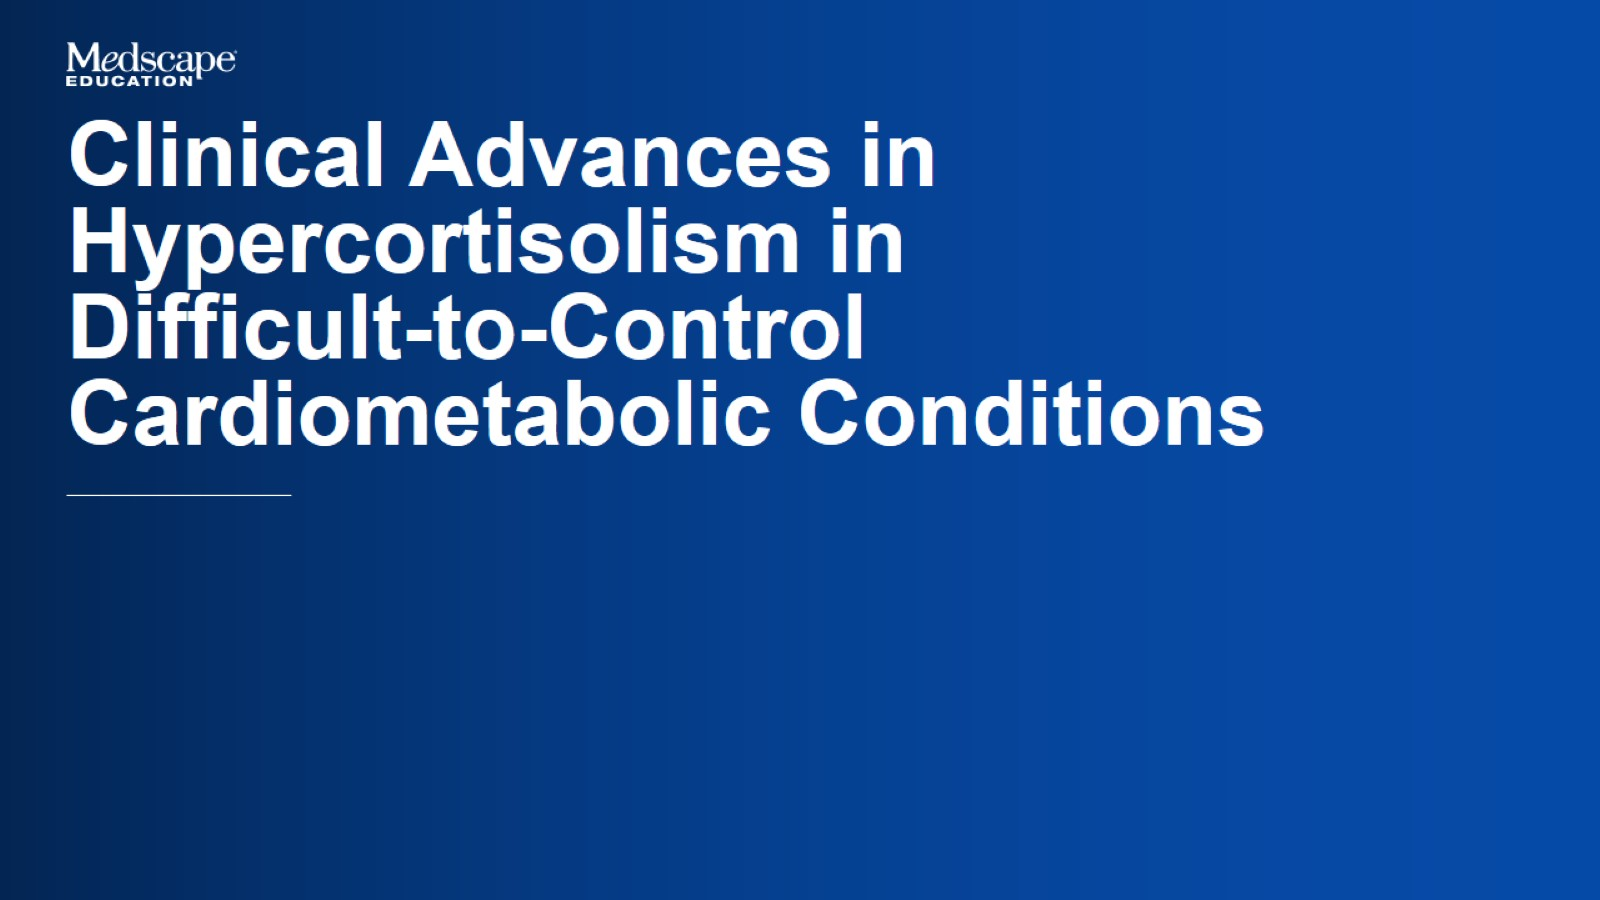 Medscape
EDUCATION
Clinical Advances in
Hypercortisolism in
Difficult-to-Control
Cardiometabolic Conditions